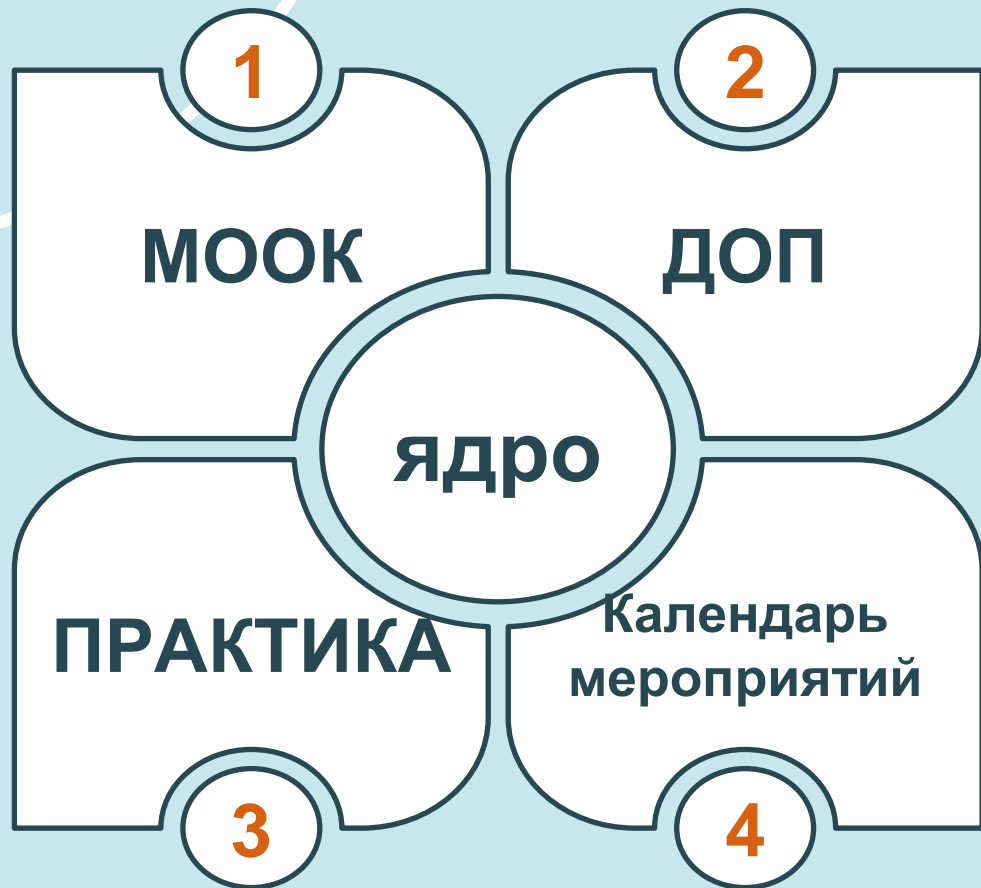 1
2
МООК
ДОП
ядро
ПРАКТИКА
Календарь
мероприятий
3
4